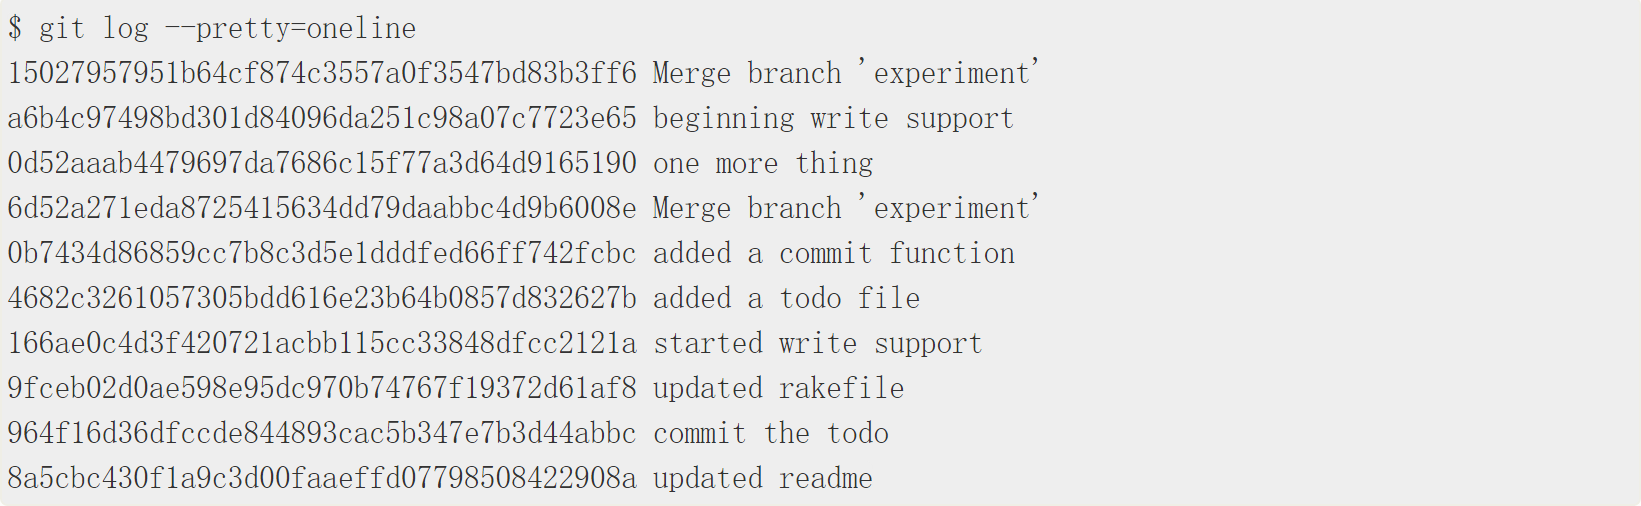 $ git log --pretty=oneline
15027957951b64cf874c3557a0f3547bd83b3ff6 Merge branch 'experiment'
a6b4c97498bd301d84096da251c98a07c7723e65 beginning write support
0d52aaab4479697da7686c15f77a3d64d9165190 one more thing
6d52a271eda8725415634dd79daabbc4d9b6008e Merge branch 'experiment'
0b7434d86859cc7b8c3d5e1dddfed66ff742fcbc added a commit function
4682c3261057305bdd616e23b64b0857d832627b added a todo file
166ae0c4d3f420721acbb115cc33848dfcc2121a started write support
9fceb02d0ae598e95dc970b74767f19372d61af8 updated rakefile
964f16d36dfccde844893cac5b347e7b3d44abbc commit the todo
8a5cbc430f1a9c3d00faaeffd07798508422908a updated readme